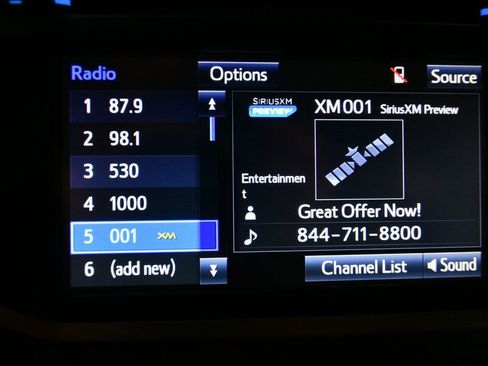 Radio
Options
Source
1 87.9
2 98.1
3 530
4 1000
5 001 XM
6 (add new)
SIRIUSXM
PREVIEW
XM001 SiriusXM Preview
Entertainmen
t
Great Offer Now!
844-711-8800
Channel List
Sound